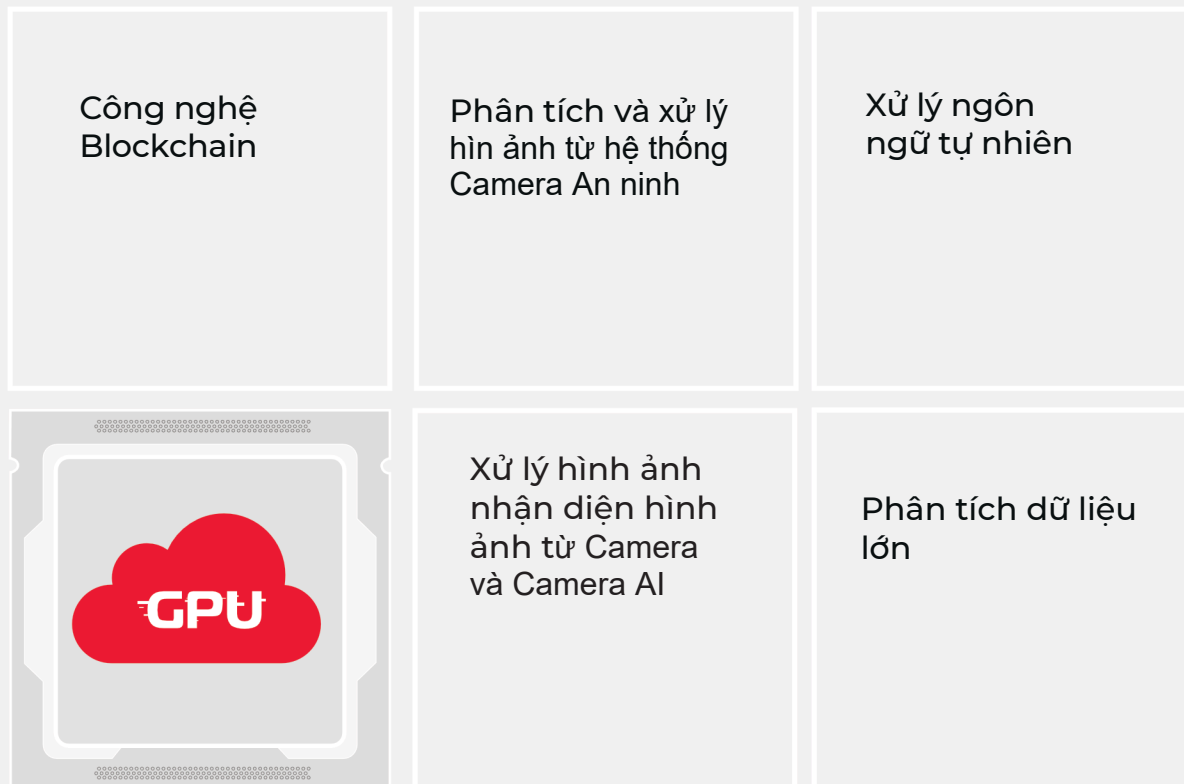 Công nghệ
Blockchain
Phân tích và xử lý
hìn ảnh từ hệ thống
Camera An ninh
Xử lý ngôn
ngữ tự nhiên
GPU
Xử lý hình ảnh
nhận diện hình
ảnh từ Camera
và Camera AI
Phân tích dữ liệu
lớn